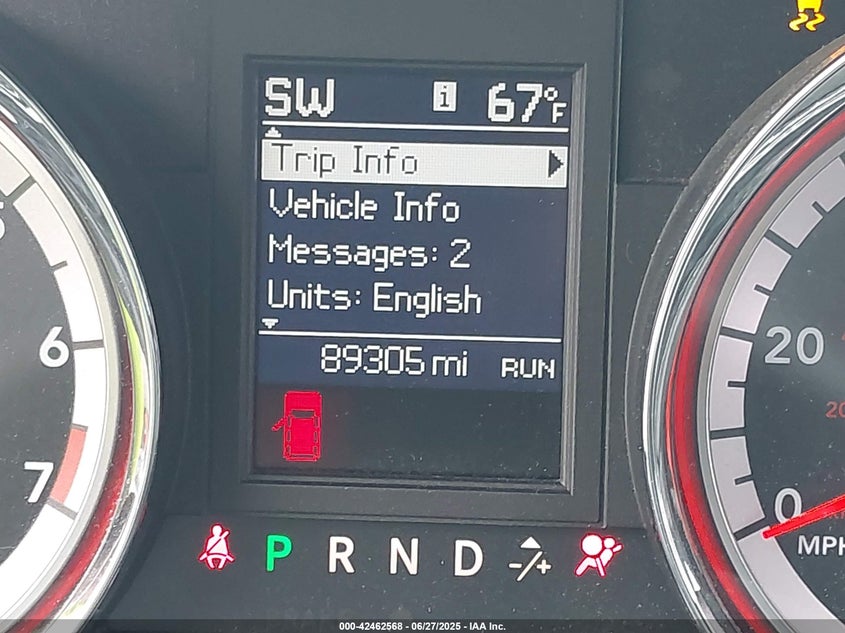 SW i 67°F
Trip Info
Vehicle Info
Messages: 2
Units: English
89305 mi RUN
P R N D -/+
6
7
20
20
0
MPH
000-42462568 - 06/27/2025 - IAA Inc.